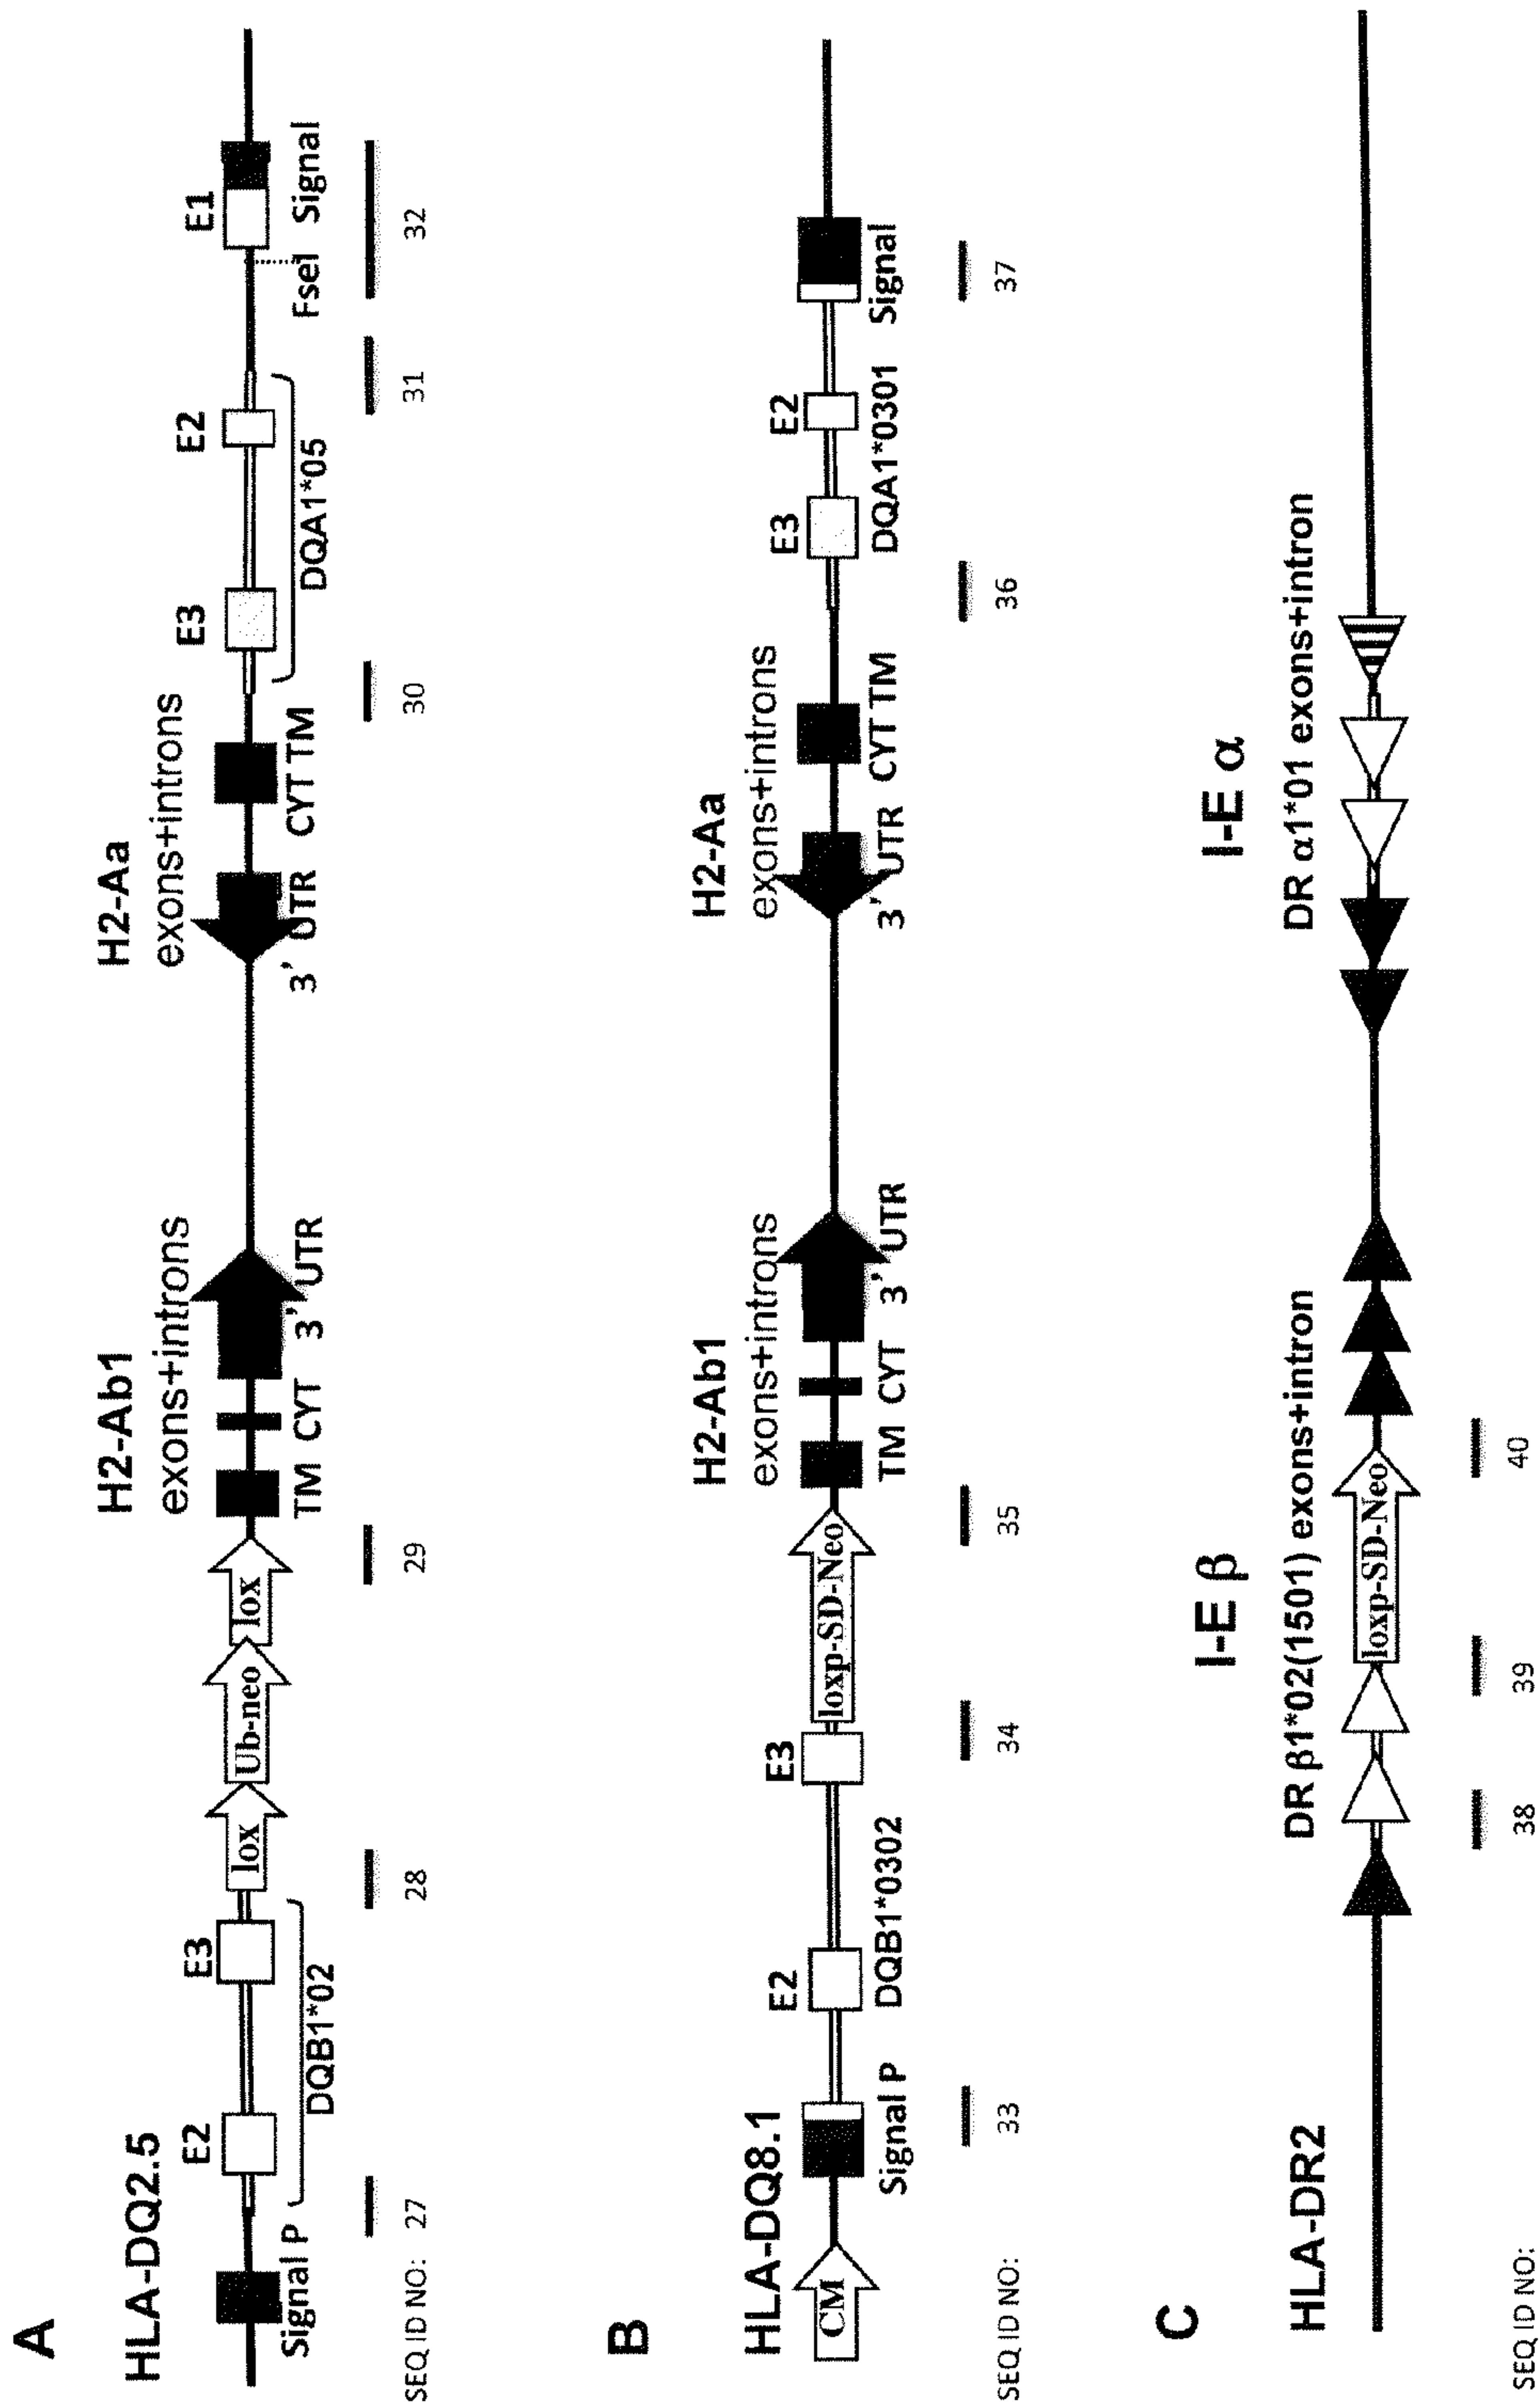 A
HLA-DQ2.5
H2-Ab1
exons+introns
H2-Aa
exons+introns
E2
E3
E3
E2
E1
lox
Ub-neo
lox
Signal P
DQB1*02
TM CYT 3' UTR
3' UTR CYT TM
DQA1*05
FseI
Signal
SEQ ID NO: 27 28 29 30 31 32
B
HLA-DQ8.1
H2-Ab1
exons+introns
H2-Aa
exons+introns
E2
E3
E3
E2
CM
loxp-SD-Neo
Signal P
DQB1*0302
TM CYT 3' UTR
3' UTR CYT TM
DQA1*0301
Signal
SEQ ID NO: 33 34 35 36 37
C
I-E β
I-E α
HLA-DR2
DR β1*02(1501) exons+intron
DR α1*01 exons+intron
loxp-SD-Neo
SEQ ID NO: 38 39 40